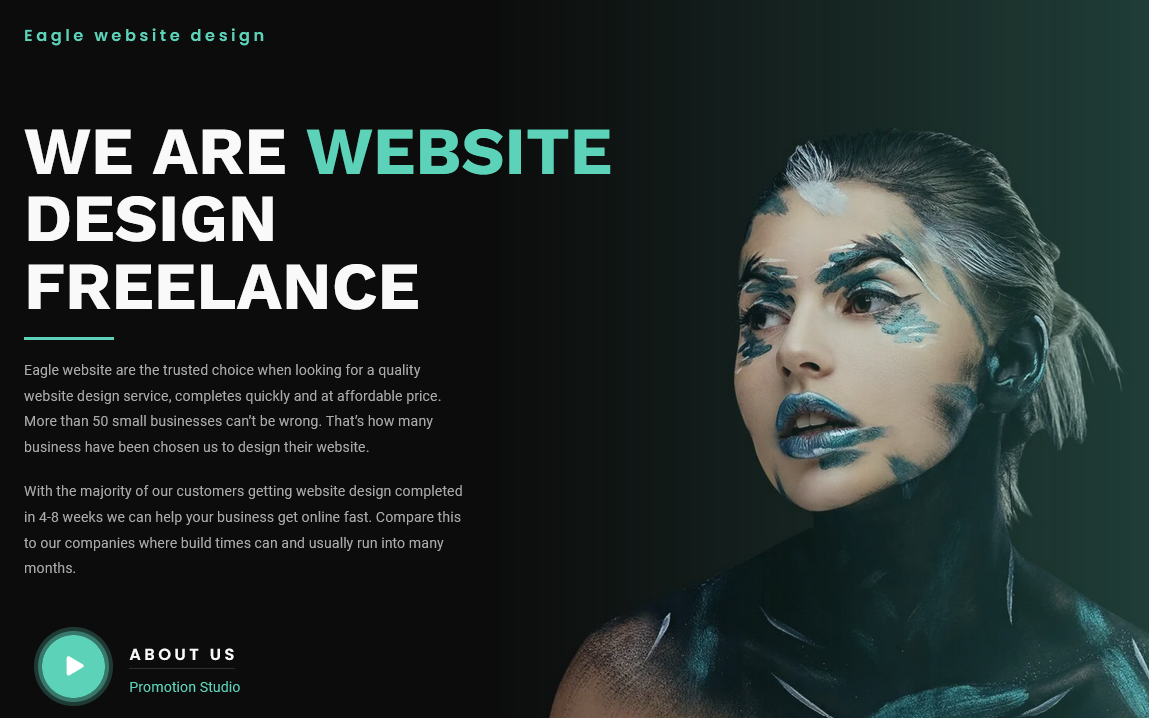 Eagle website design
WE ARE WEBSITE
DESIGN
FREELANCE
Eagle website are the trusted choice when looking for a quality
website design service, completes quickly and at affordable price.
More than 50 small businesses can’t be wrong. That’s how many
business have been chosen us to design their website.
With the majority of our customers getting website design completed
in 4-8 weeks we can help your business get online fast. Compare this
to our companies where build times can and usually run into many
months.
ABOUT US
Promotion Studio